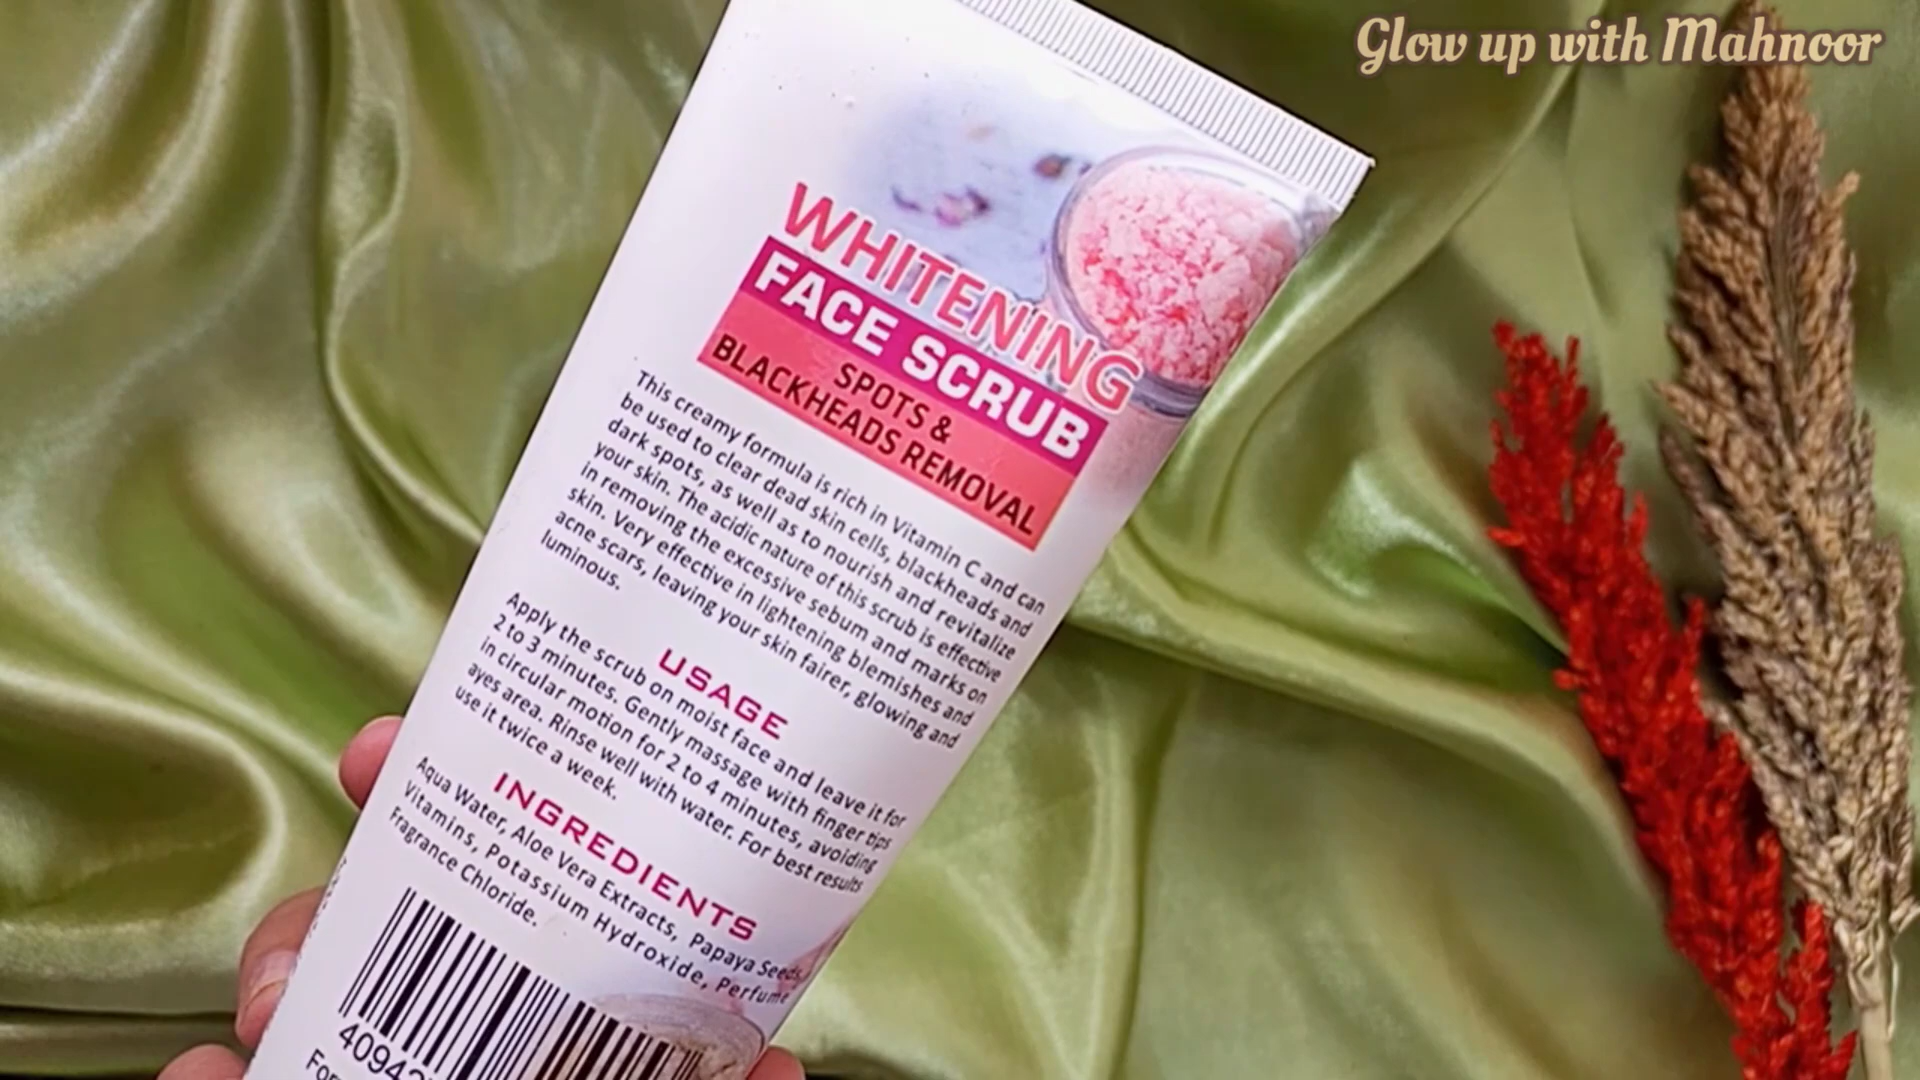 Glow up with Mahnoor
WHITENING
FACE SCRUB
SPOTS &
BLACKHEADS REMOVAL
This creamy formula is rich in Vitamin C and can
be used to clear dead skin cells, blackheads and
dark spots, as well as to nourish and revitalize
your skin. The acidic nature of this scrub is effective
in removing the excessive sebum and marks on
skin. Very effective in lightening blemishes and
acne scars, leaving your skin fairer, glowing and
luminous.
USAGE
Apply the scrub on moist face and leave it for
2 to 3 minutes. Gently massage with finger tips
in circular motion for 2 to 4 minutes, avoiding
ayes area. Rinse well with water. For best results
use it twice a week.
INGREDIENTS
Aqua Water, Aloe Vera Extracts, Papaya Seeds,
Vitamins, Potassium Hydroxide, Perfume
Fragrance Chloride.